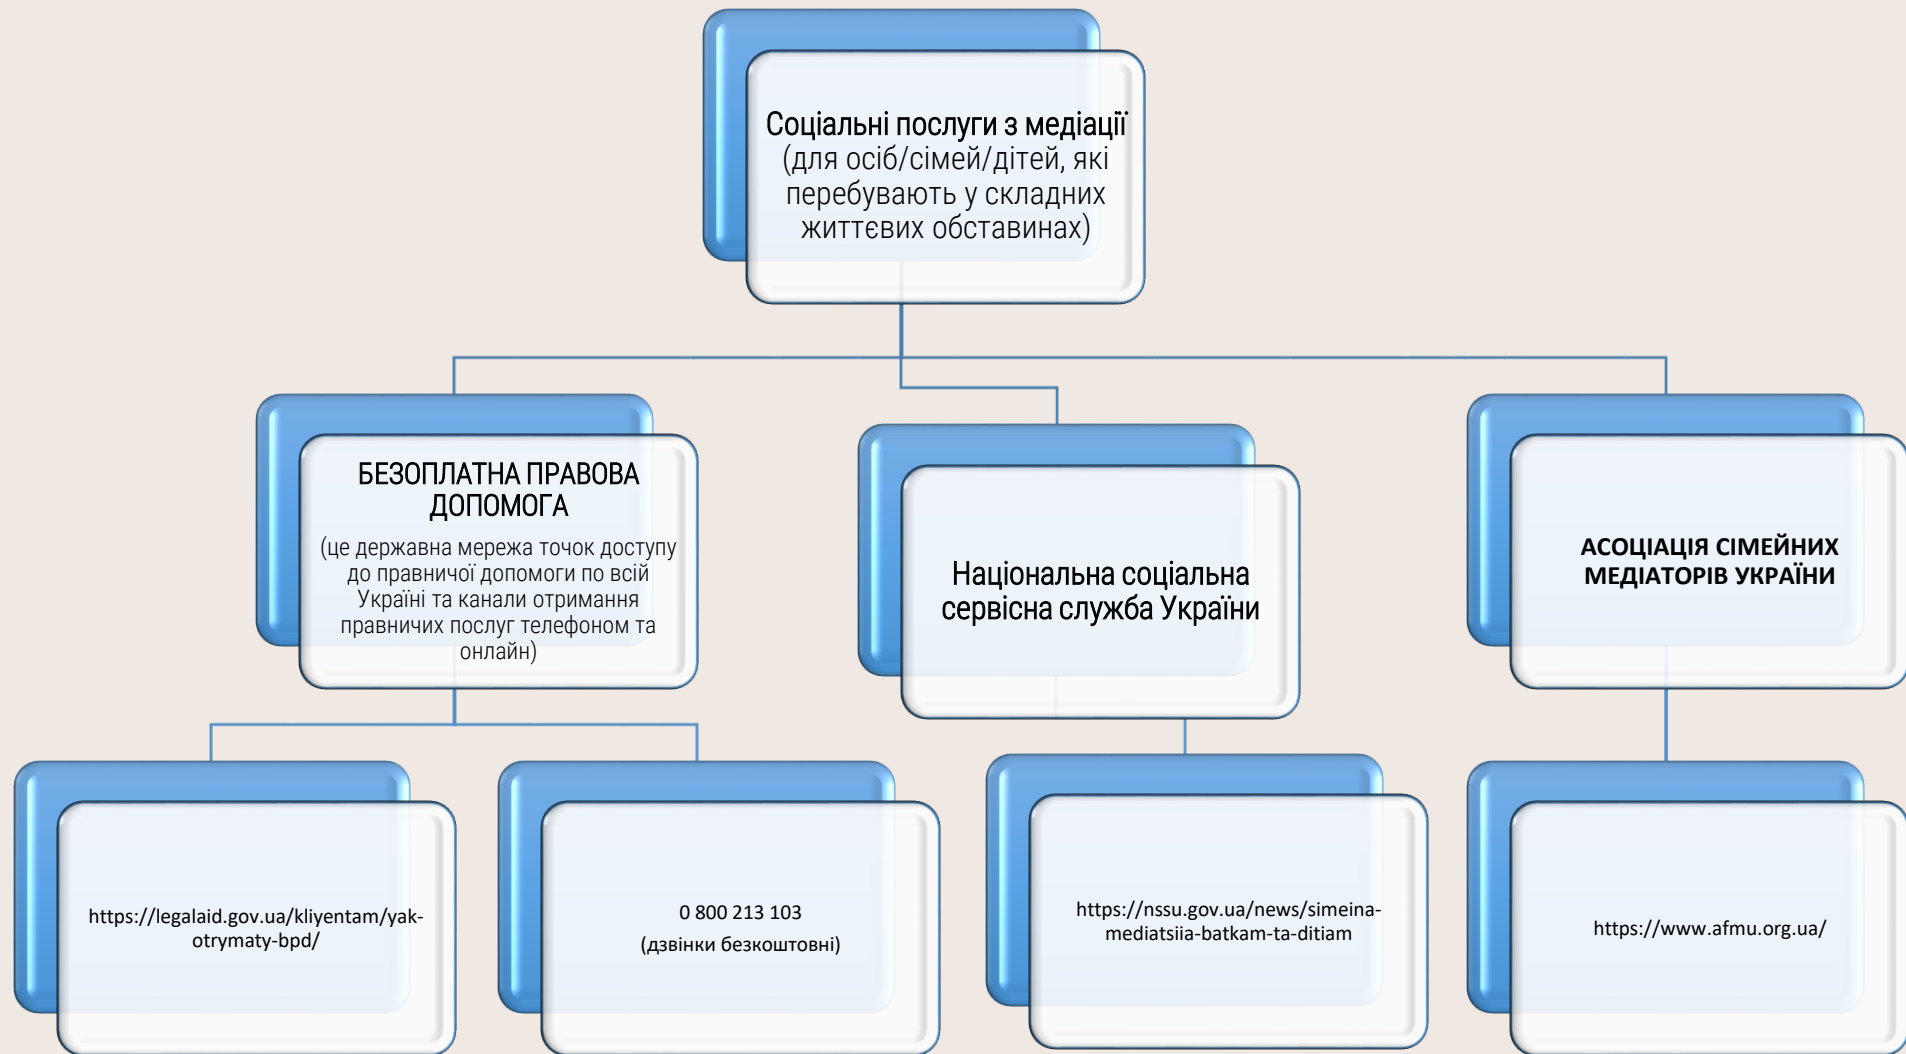 Соціальні послуги з медіації
(для осіб/сімей/дітей, які
перебувають у складних
життєвих обставинах)
БЕЗОПЛАТНА ПРАВОВА
ДОПОМОГА
(це державна мережа точок доступу
до правничої допомоги по всій
Україні та канали отримання
правничих послуг телефоном та
онлайн)
Національна соціальна
сервісна служба України
АСОЦІАЦІЯ СІМЕЙНИХ
МЕДІАТОРІВ УКРАЇНИ
https://legalaid.gov.ua/kliyentam/yak-
otrymaty-bpd/
0 800 213 103
(дзвінки безкоштовні)
https://nssu.gov.ua/news/simeina-
mediatsiia-batkam-ta-ditiam
https://www.afmu.org.ua/